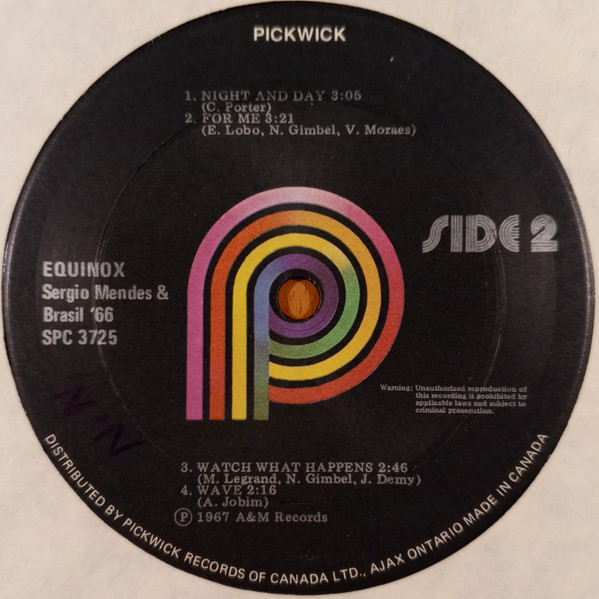 PICKWICK
1. NIGHT AND DAY 3:05
(C. Porter)
2. FOR ME 3:21
(E. Lobo, N. Gimbel, V. Moraes)
SIDE 2
EQUINOX
Sergio Mendes &
Brasil '66
SPC 3725
Warning: Unauthorized reproduction of
this recording is prohibited by
applicable laws and subject to
criminal prosecution.
3. WATCH WHAT HAPPENS 2:46
(M. Legrand, N. Gimbel, J. Demy)
4. WAVE 2:16
(A. Jobim)
Ⓟ 1967 A&M Records
DISTRIBUTED BY PICKWICK RECORDS OF CANADA LTD., AJAX ONTARIO MADE IN CANADA